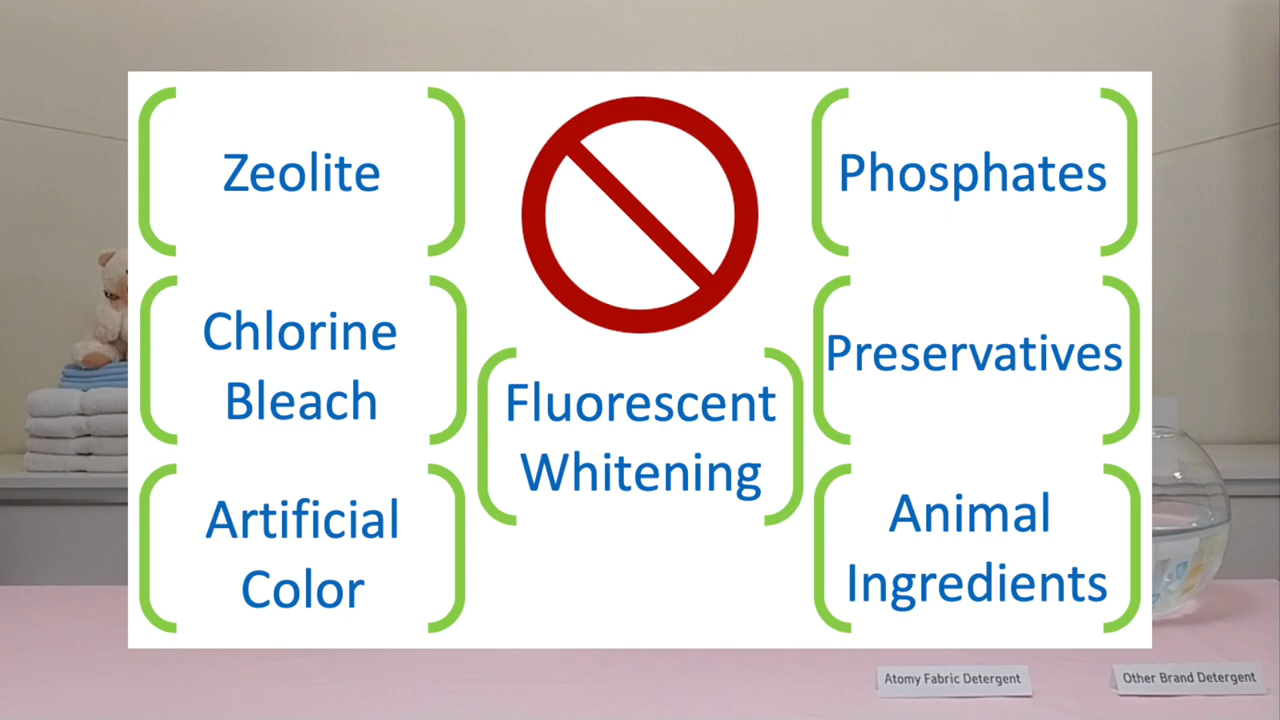 Zeolite
Chlorine
Bleach
Artificial
Color
Fluorescent
Whitening
Phosphates
Preservatives
Animal
Ingredients
Atomy Fabric Detergent
Other Brand Detergent